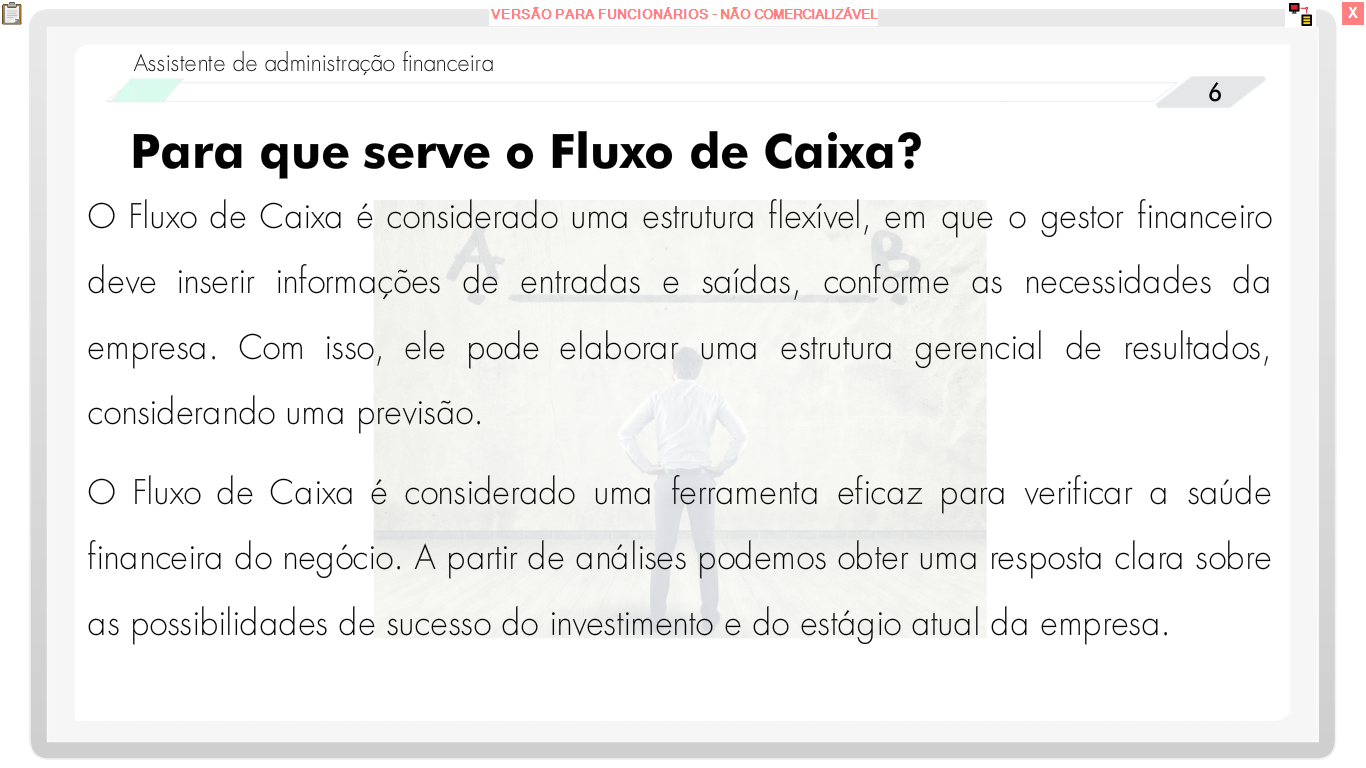 VERSÃO PARA FUNCIONÁRIOS - NÃO COMERCIALIZÁVEL
X
Assistente de administração financeira
6
Para que serve o Fluxo de Caixa?
O Fluxo de Caixa é considerado uma estrutura flexível, em que o gestor financeiro
deve inserir informações de entradas e saídas, conforme as necessidades da
empresa. Com isso, ele pode elaborar uma estrutura gerencial de resultados,
considerando uma previsão.
O Fluxo de Caixa é considerado uma ferramenta eficaz para verificar a saúde
financeira do negócio. A partir de análises podemos obter uma resposta clara sobre
as possibilidades de sucesso do investimento e do estágio atual da empresa.
A B